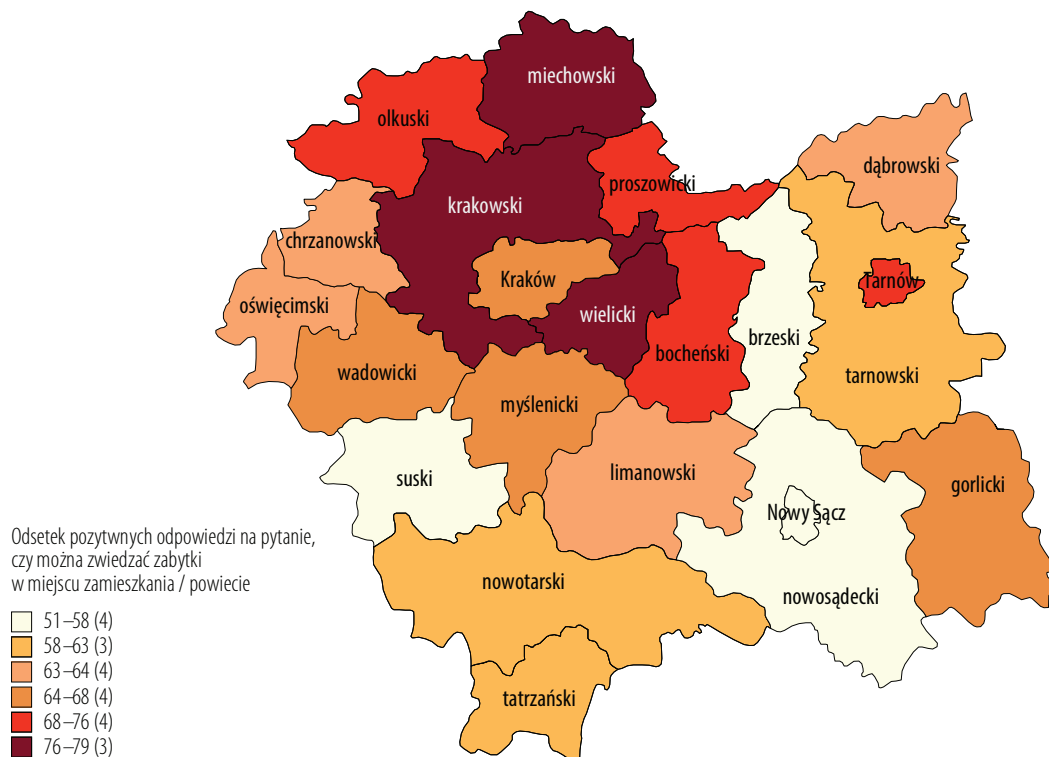 miechowski
olkuski
dąbrowski
proszowicki
krakowski
chrzanowski
Kraków
Tarnów
oświęcimski
wielicki
brzeski
bocheński
wadowicki
tarnowski
myślenicki
limanowski
suski
gorlicki
Nowy Sącz
nowotarski
nowosądecki
tatrzański
Odsetek pozytwnych odpowiedzi na pytanie,
czy można zwiedzać zabytki
w miejscu zamieszkania / powiecie
51–58 (4)
58–63 (3)
63–64 (4)
64–68 (4)
68–76 (4)
76–79 (3)